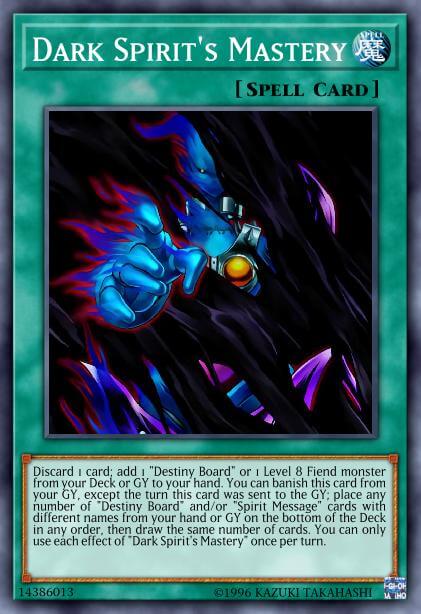 DARK SPIRIT'S MASTERY
SPELL
魔
[SPELL CARD]
Discard 1 card; add 1 "Destiny Board" or 1 Level 8 Fiend monster
from your Deck or GY to your hand. You can banish this card from
your GY, except the turn this card was sent to the GY; place any
number of "Destiny Board" and/or "Spirit Message" cards with
different names from your hand or GY on the bottom of the Deck
in any order, then draw the same number of cards. You can only
use each effect of "Dark Spirit's Mastery" once per turn.
14386013
©1996 KAZUKI TAKAHASHI